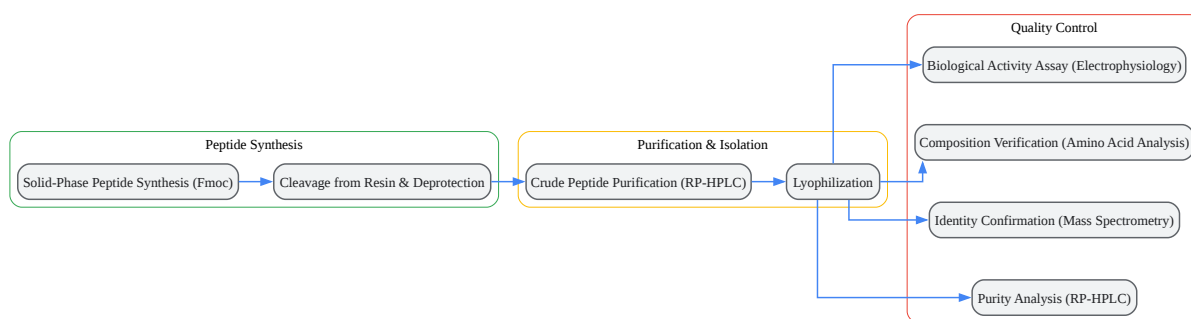 Peptide Synthesis
Solid-Phase Peptide Synthesis (Fmoc)
Cleavage from Resin & Deprotection
Purification & Isolation
Crude Peptide Purification (RP-HPLC)
Lyophilization
Quality Control
Biological Activity Assay (Electrophysiology)
Composition Verification (Amino Acid Analysis)
Identity Confirmation (Mass Spectrometry)
Purity Analysis (RP-HPLC)